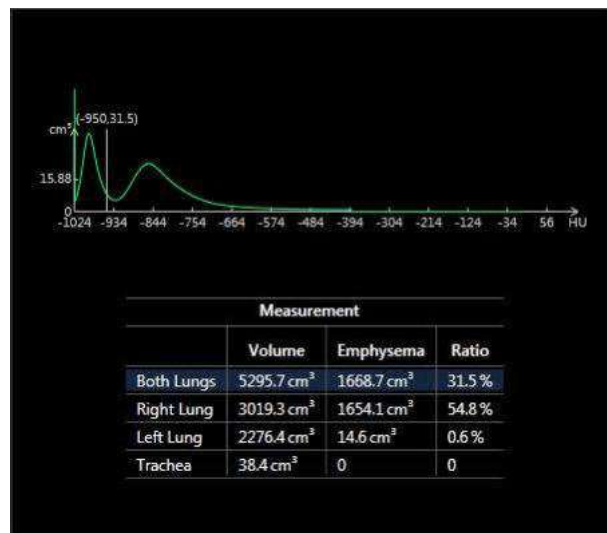 (-950,31.5)
cm³
15.88
0
-1024 -934 -844 -754 -664 -574 -484 -394 -304 -214 -124 -34 56 HU
Measurement
Volume Emphysema Ratio
Both Lungs 5295.7 cm³ 1668.7 cm³ 31.5 %
Right Lung 3019.3 cm³ 1654.1 cm³ 54.8 %
Left Lung 2276.4 cm³ 14.6 cm³ 0.6 %
Trachea 38.4 cm³ 0 0